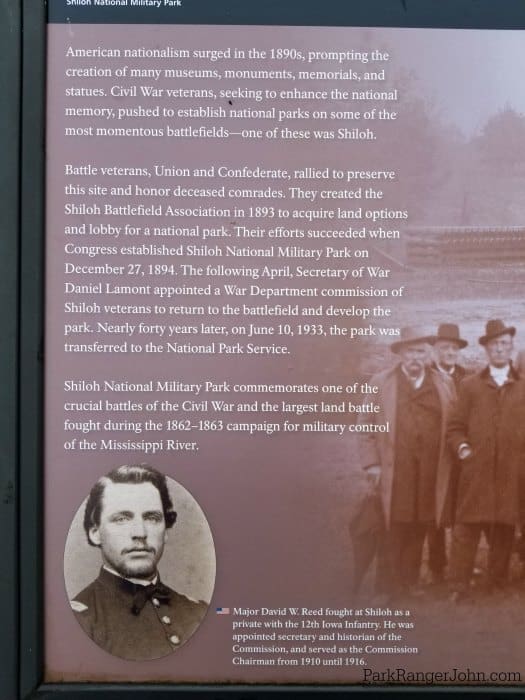 Shiloh National Military Park
American nationalism surged in the 1890s, prompting the
creation of many museums, monuments, memorials, and
statues. Civil War veterans, seeking to enhance the national
memory, pushed to establish national parks on some of the
most momentous battlefields—one of these was Shiloh.
Battle veterans, Union and Confederate, rallied to preserve
this site and honor deceased comrades. They created the
Shiloh Battlefield Association in 1893 to acquire land options
and lobby for a national park. Their efforts succeeded when
Congress established Shiloh National Military Park on
December 27, 1894. The following April, Secretary of War
Daniel Lamont appointed a War Department commission of
Shiloh veterans to return to the battlefield and develop the
park. Nearly forty years later, on June 10, 1933, the park was
transferred to the National Park Service.
Shiloh National Military Park commemorates one of the
crucial battles of the Civil War and the largest land battle
fought during the 1862–1863 campaign for military control
of the Mississippi River.
Major David W. Reed fought at Shiloh as a
private with the 12th Iowa Infantry. He was
appointed secretary and historian of the
Commission, and served as the Commission
Chairman from 1910 until 1916.
ParkRangerJohn.com